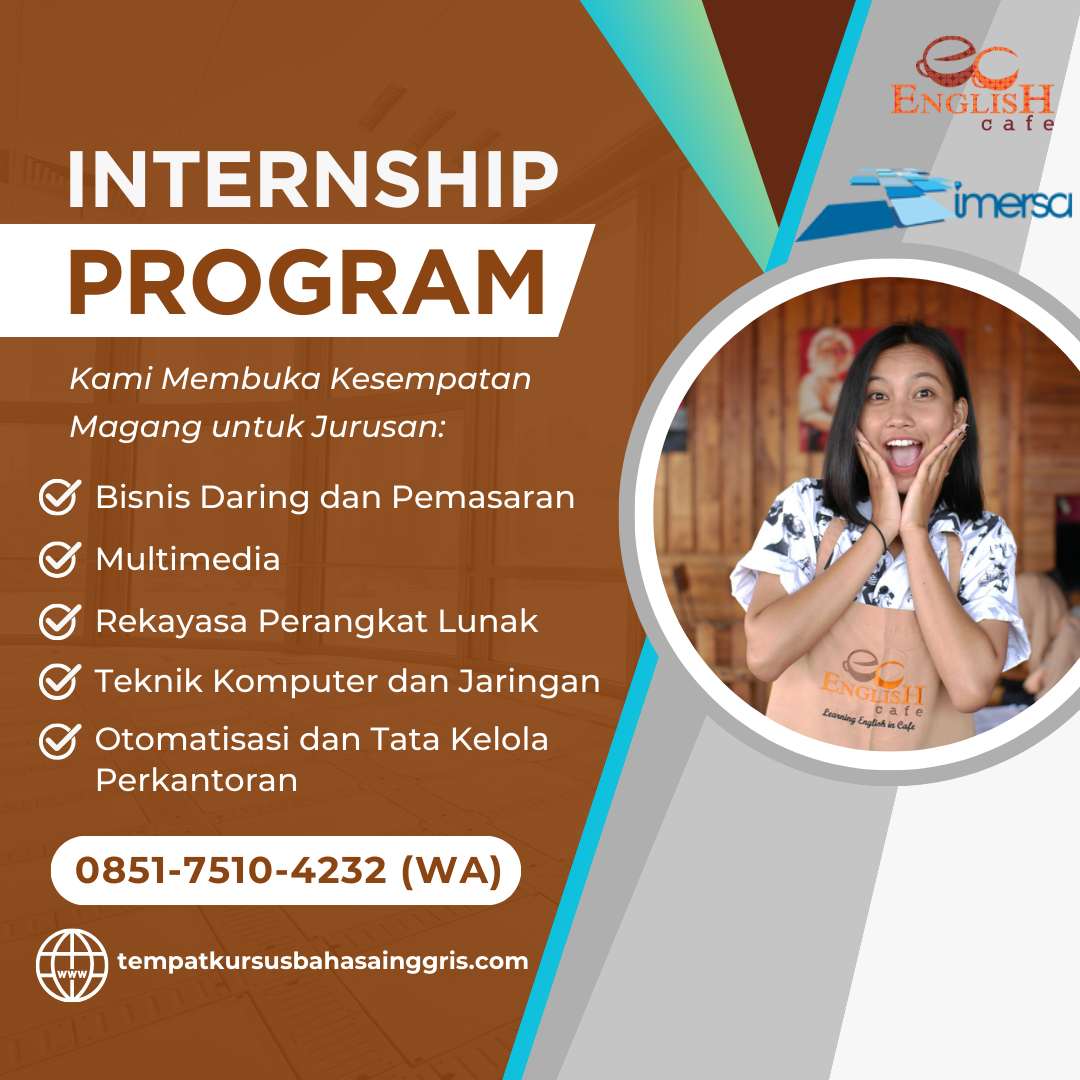 EC
ENGLISH
cafe
imersa
INTERNSHIP
PROGRAM
Kami Membuka Kesempatan
Magang untuk Jurusan:
Bisnis Daring dan Pemasaran
Multimedia
Rekayasa Perangkat Lunak
Teknik Komputer dan Jaringan
Otomatisasi dan Tata Kelola
Perkantoran
0851-7510-4232 (WA)
www
tempatkursusbahasainggris.com
EC
ENGLISH
cafe
Learning English in Cafe